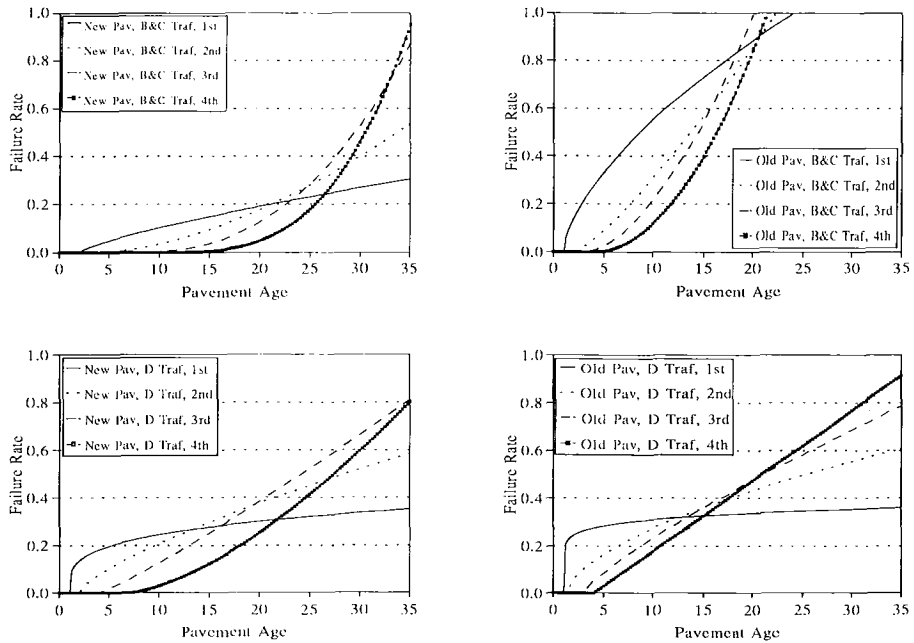 1.0
0.8
0.6
0.4
0.2
0.0
Failure Rate
New Pav, B&C Traf, 1st
New Pav, B&C Traf, 2nd
New Pav, B&C Traf, 3rd
New Pav, B&C Traf, 4th
0 5 10 15 20 25 30 35
Pavement Age
1.0
0.8
0.6
0.4
0.2
0.0
Failure Rate
Old Pav, B&C Traf, 1st
Old Pav, B&C Traf, 2nd
Old Pav, B&C Traf, 3rd
Old Pav, B&C Traf, 4th
0 5 10 15 20 25 30 35
Pavement Age
1.0
0.8
0.6
0.4
0.2
0.0
Failure Rate
New Pav, D Traf, 1st
New Pav, D Traf, 2nd
New Pav, D Traf, 3rd
New Pav, D Traf, 4th
0 5 10 15 20 25 30 35
Pavement Age
1.0
0.8
0.6
0.4
0.2
0.0
Failure Rate
Old Pav, D Traf, 1st
Old Pav, D Traf, 2nd
Old Pav, D Traf, 3rd
Old Pav, D Traf, 4th
0 5 10 15 20 25 30 35
Pavement Age